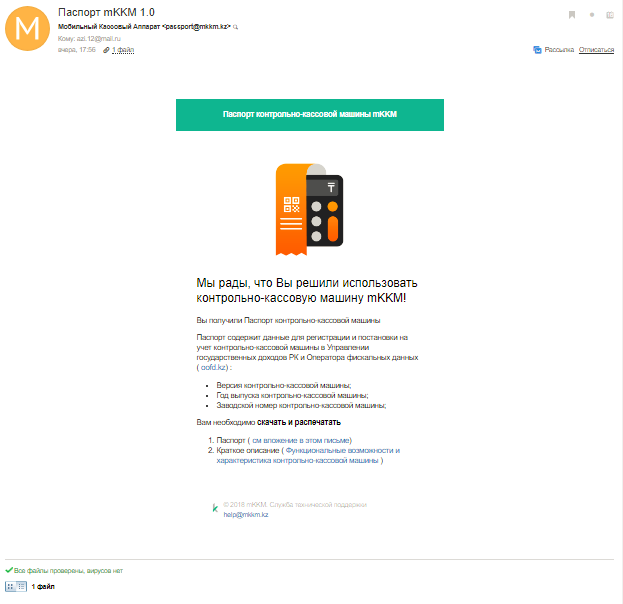 Паспорт mKKM 1.0
Мобильный Кассовый Аппарат <passport@mkkm.kz>
Кому: azi.12@mail.ru
вчера, 17:56 1 файл
Рассылка Отписаться
Паспорт контрольно-кассовой машины mKKM
Мы рады, что Вы решили использовать
контрольно-кассовую машину mKKM!
Вы получили Паспорт контрольно-кассовой машины
Паспорт содержит данные для регистрации и постановки на
учет контрольно-кассовой машины в Управлении
государственных доходов РК и Оператора фискальных данных
( oofd.kz) :
• Версия контрольно-кассовой машины;
• Год выпуска контрольно-кассовой машины;
• Заводской номер контрольно-кассовой машины;
Вам необходимо скачать и распечатать
1. Паспорт ( см вложение в этом письме)
2. Краткое описание ( Функциональные возможности и
характеристика контрольно-кассовой машины )
© 2018 mKKM. Служба технической поддержки
help@mkkm.kz
Все файлы проверены, вирусов нет
1 файл